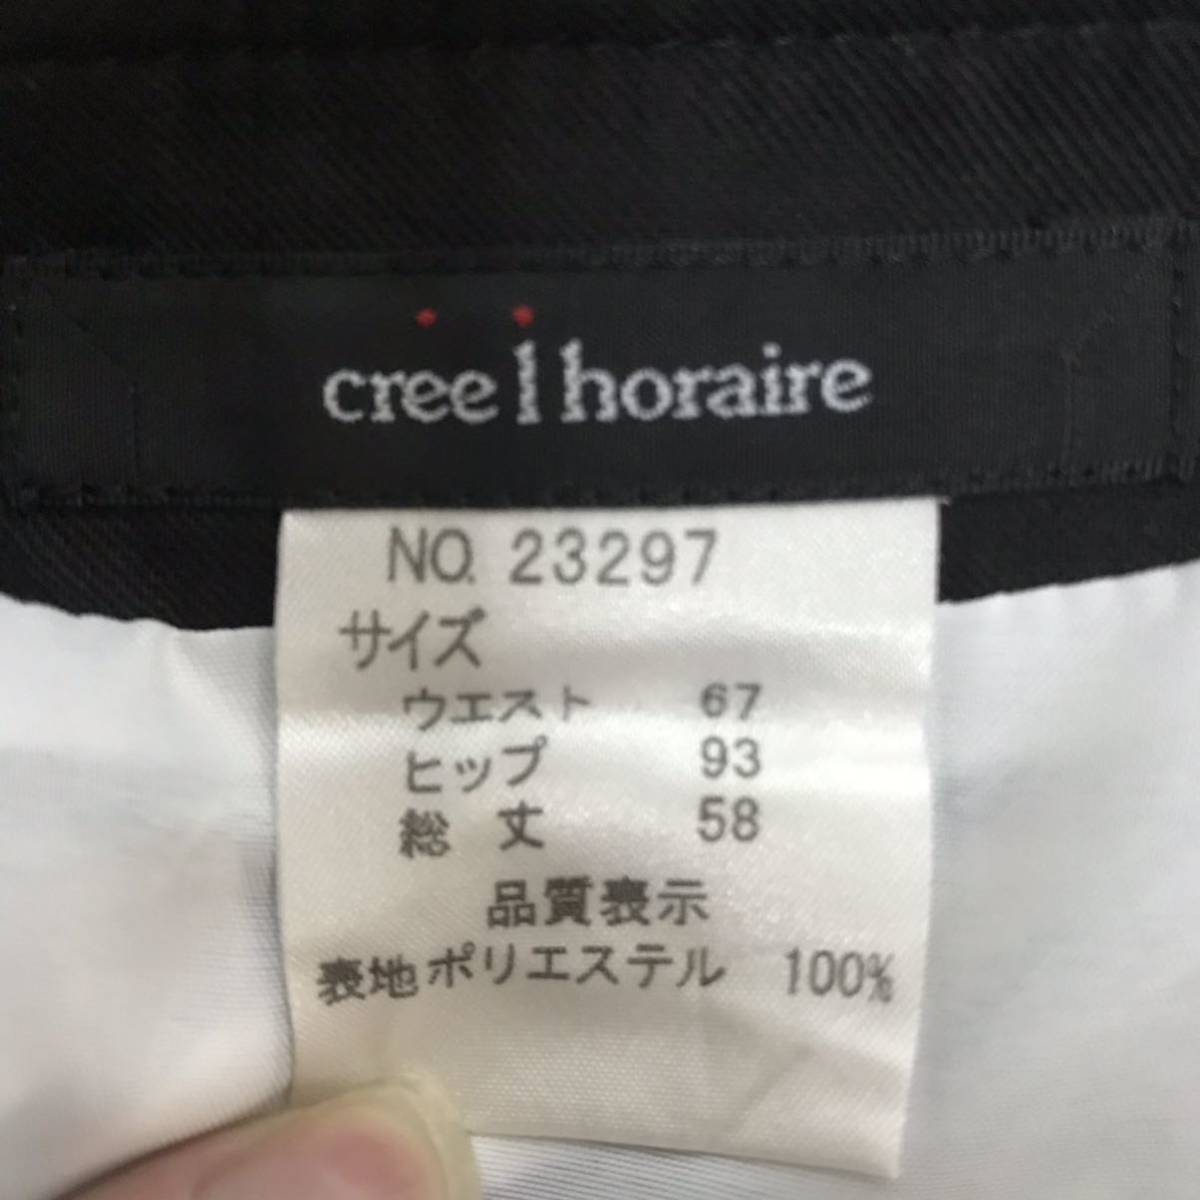 cree l horaire
NO. 23297
サイズ
ウエスト 67
ヒップ 93
総 丈 58
品質表示
表地ポリエステル 100%